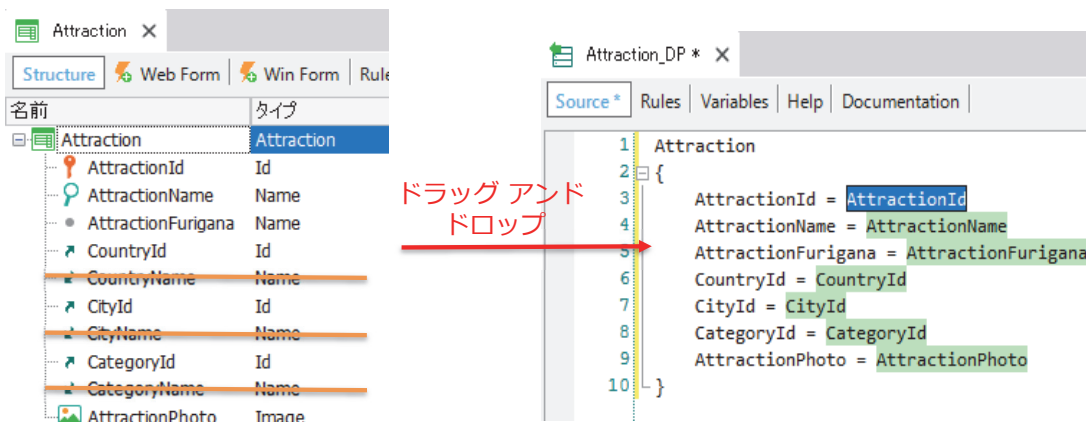 Attraction
Structure Web Form Win Form Rule
名前 タイプ
Attraction Attraction
AttractionId Id
AttractionName Name
AttractionFurigana Name
CountryId Id
CountryName Name
CityId Id
CityName Name
CategoryId Id
CategoryName Name
AttractionPhoto Image
ドラッグ アンド
ドロップ
Attraction_DP *
Source * Rules Variables Help Documentation
1 Attraction
2 {
3 AttractionId = AttractionId
4 AttractionName = AttractionName
5 AttractionFurigana = AttractionFurigana
6 CountryId = CountryId
7 CityId = CityId
8 CategoryId = CategoryId
9 AttractionPhoto = AttractionPhoto
10 }